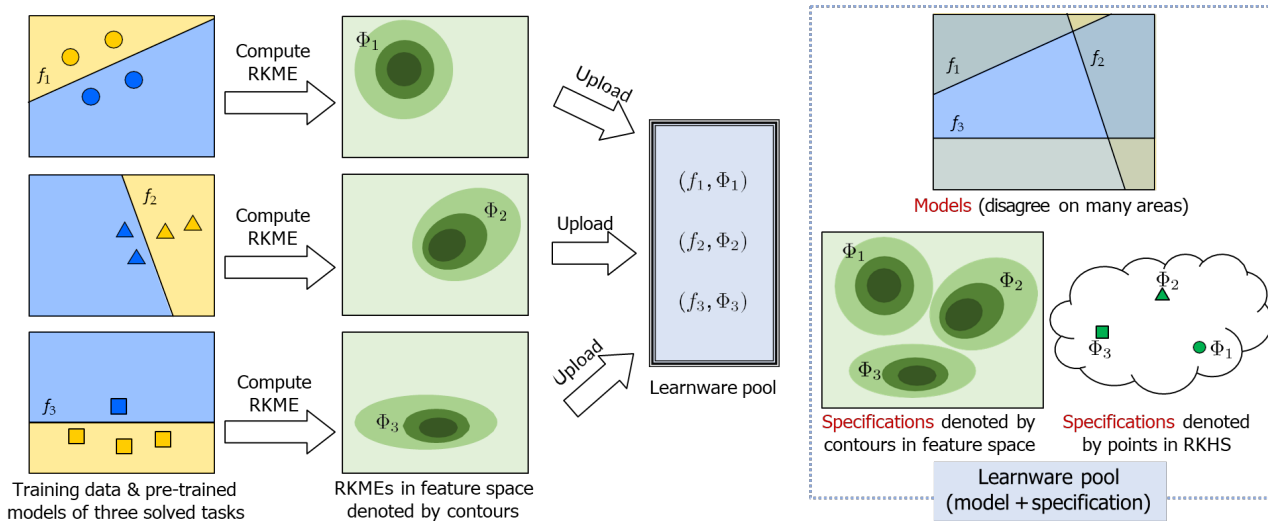 f1
Compute
RKME
Φ1
Upload
f2
Compute
RKME
Φ2
Upload
f3
Compute
RKME
Φ3
Upload
Training data & pre-trained
models of three solved tasks
RKMEs in feature space
denoted by contours
(f1, Φ1)
(f2, Φ2)
(f3, Φ3)
Learnware pool
f1
f2
f3
Models (disagree on many areas)
Φ1
Φ2
Φ3
Specifications denoted by
contours in feature space
Φ2
Φ3
Φ1
Specifications denoted
by points in RKHS
Learnware pool
(model + specification)